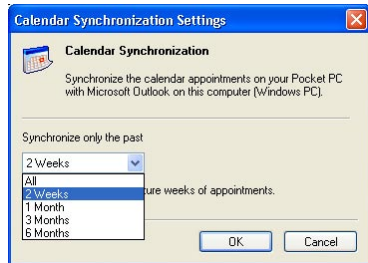 Calendar Synchronization Settings
Calendar Synchronization
Synchronize the calendar appointments on your Pocket PC
with Microsoft Outlook on this computer (Windows PC).
Synchronize only the past
2 Weeks
All
2 Weeks
1 Month
3 Months
6 Months
weeks of appointments.
OK
Cancel